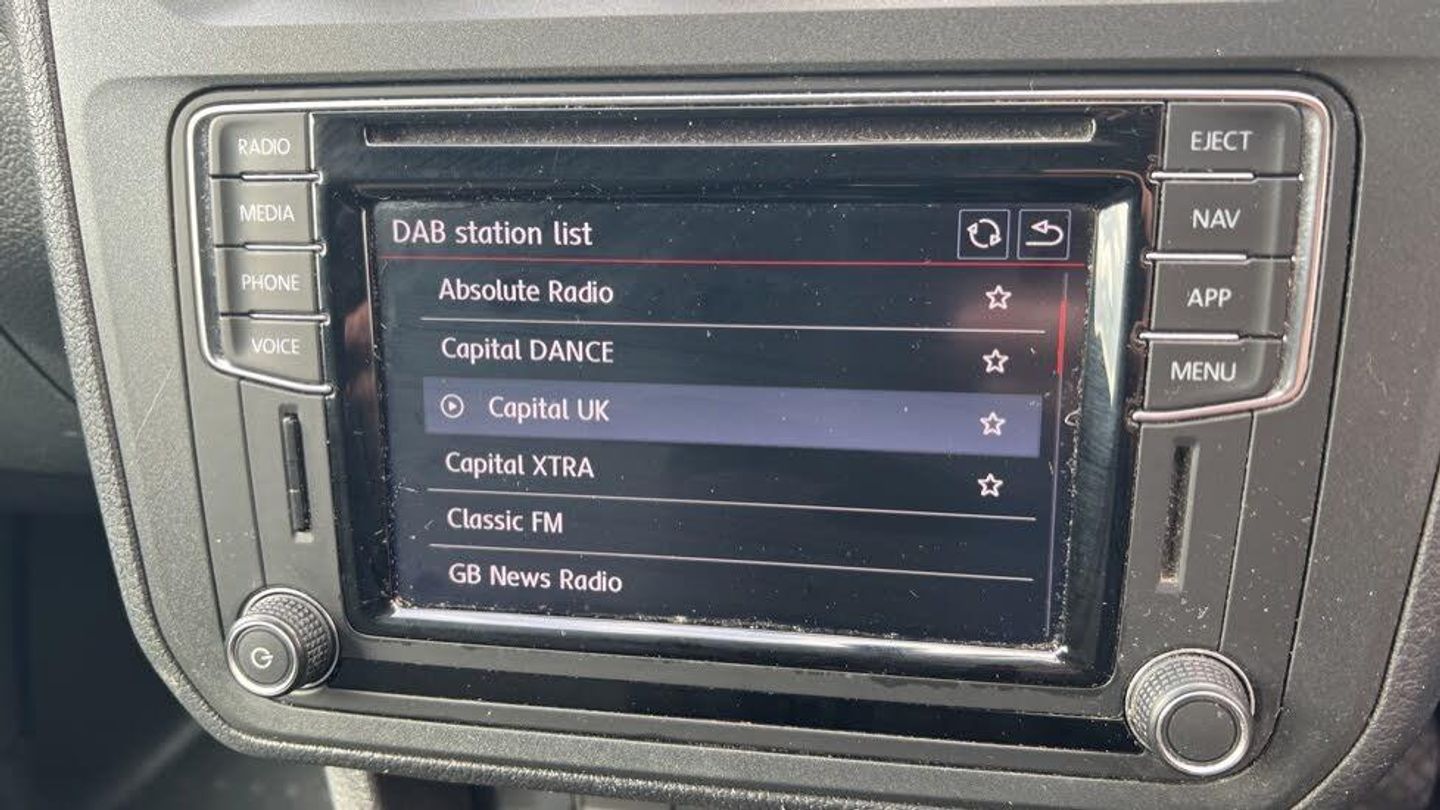 RADIO
MEDIA
PHONE
VOICE
EJECT
NAV
APP
MENU
DAB station list
Absolute Radio
Capital DANCE
Capital UK
Capital XTRA
Classic FM
GB News Radio